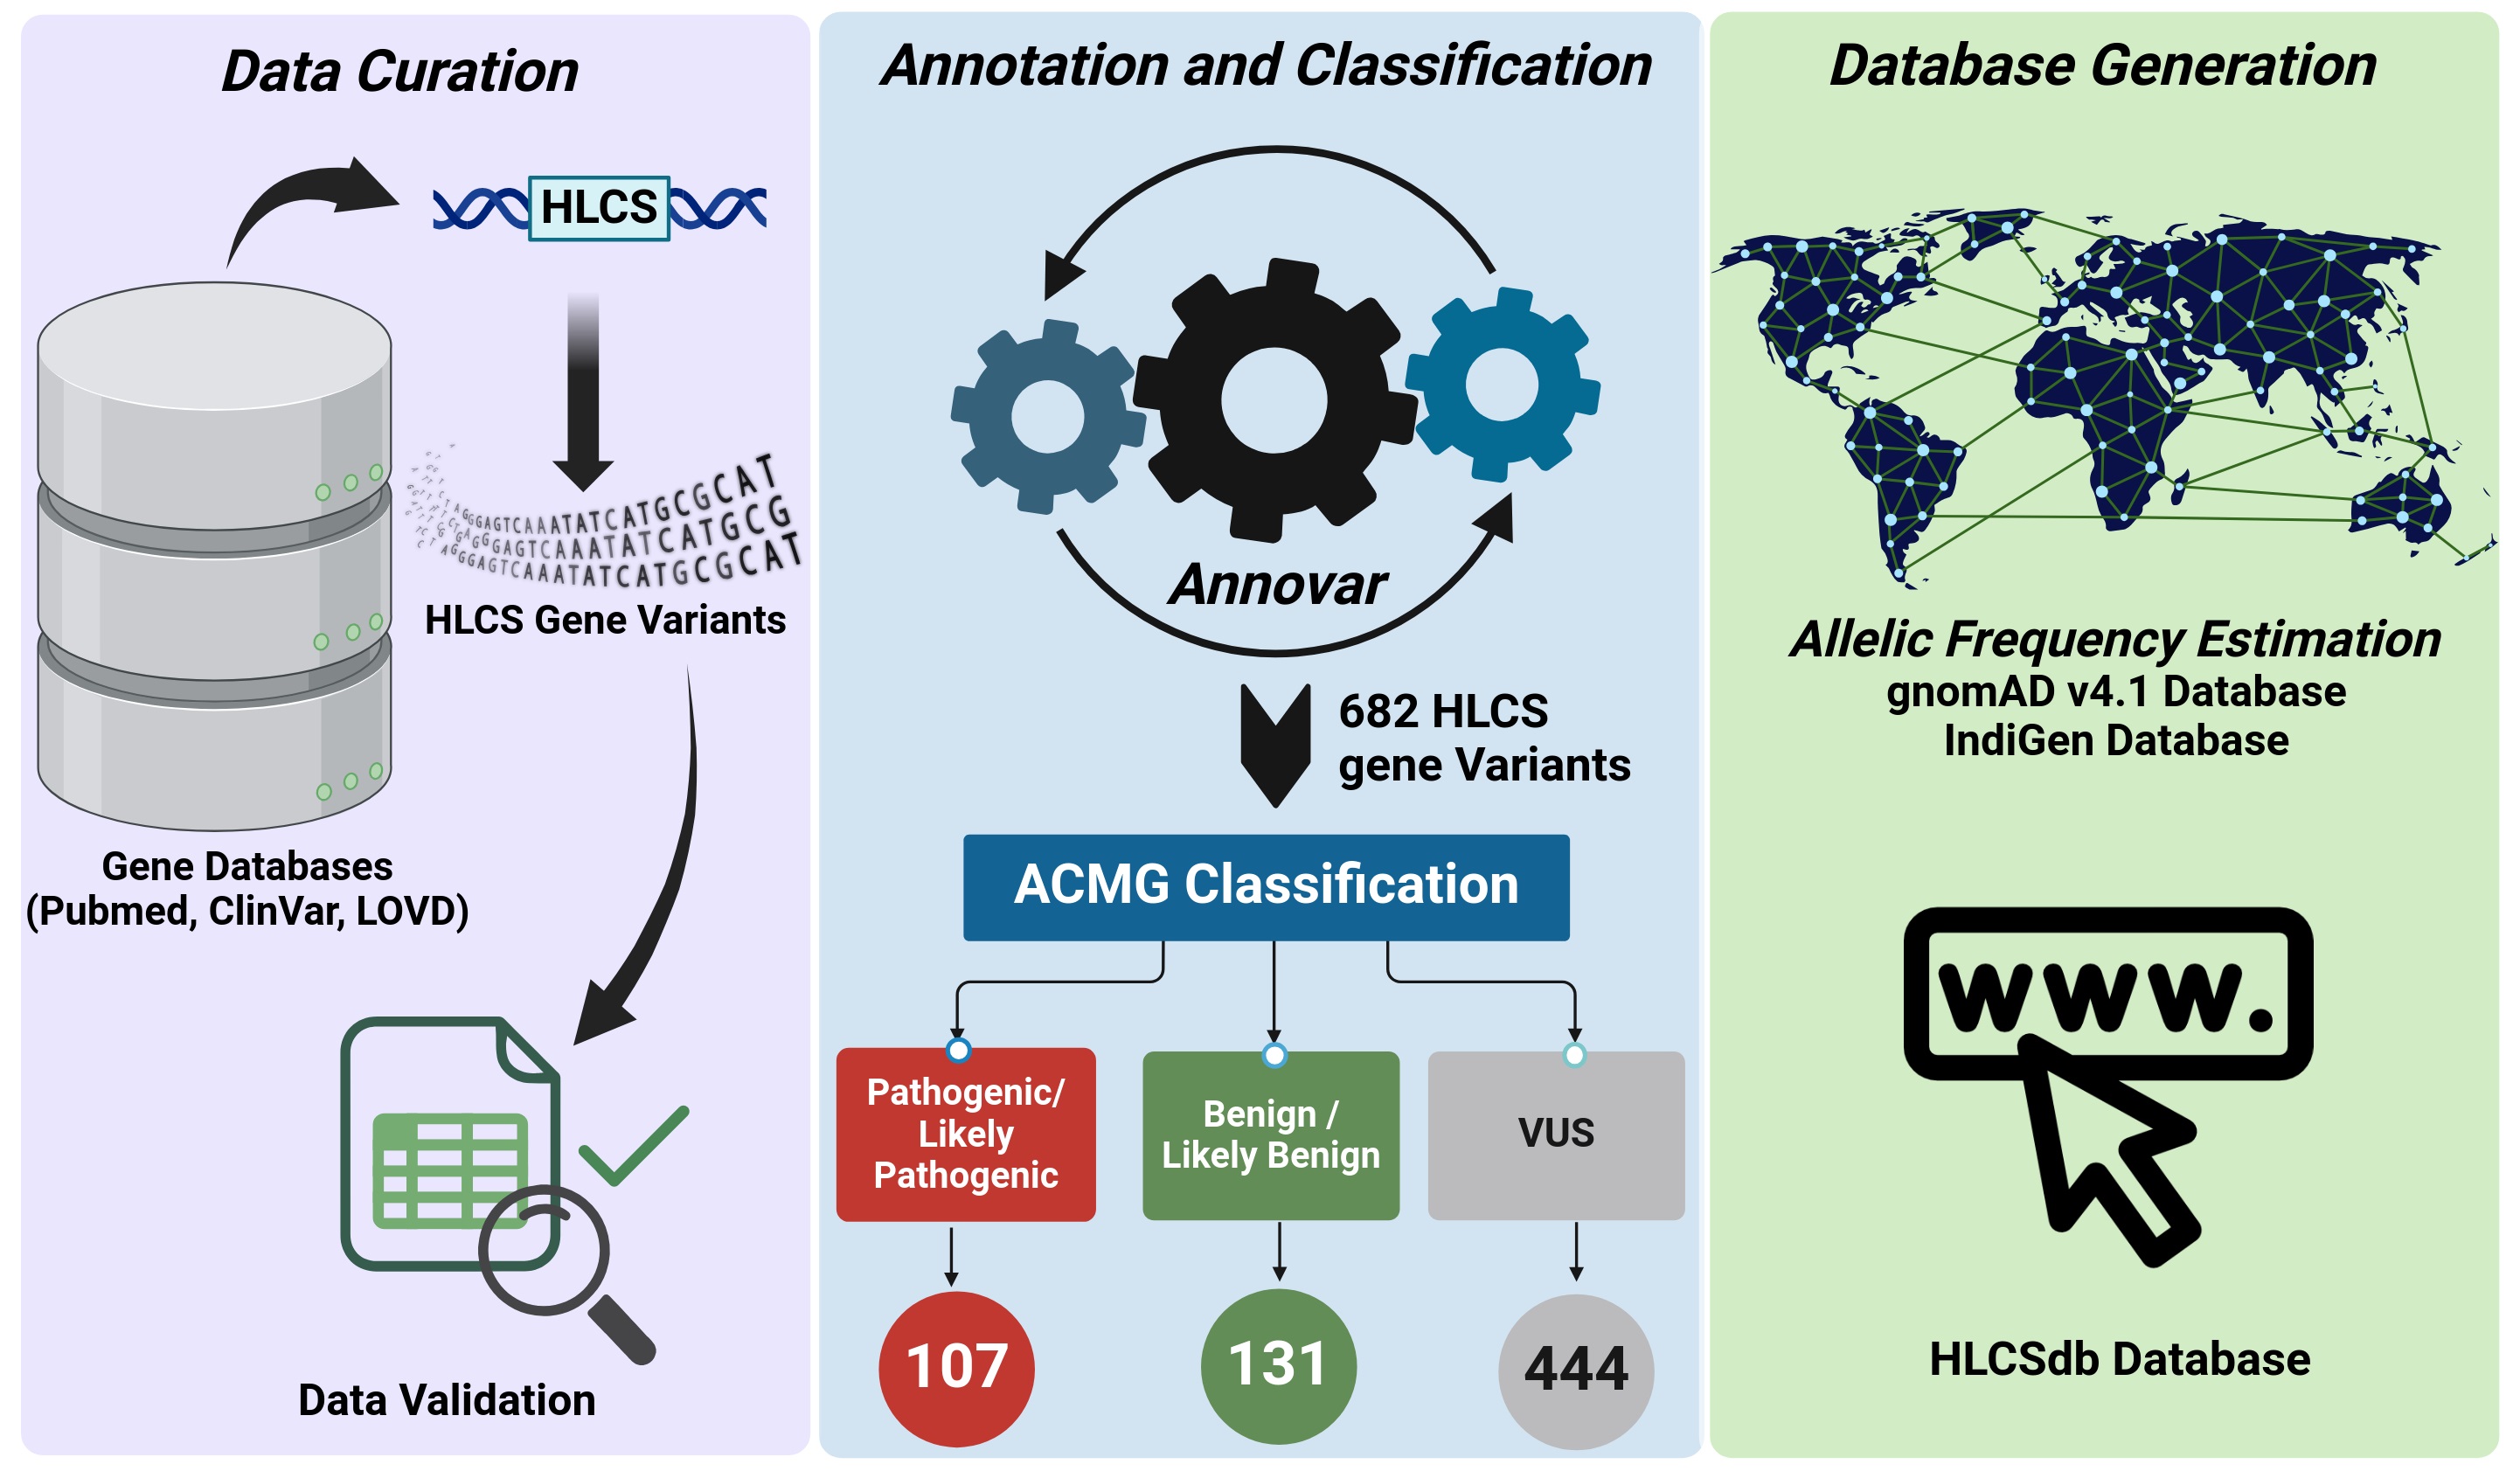 Data Curation
HLCS
GGAGTCAAATATCATGCGCAT
GGAGTCAAATATCATGCG
AGGGAGTCAAATATCATGCGCAT
HLCS Gene Variants
Gene Databases
(Pubmed, ClinVar, LOVD)
Data Validation
Annotation and Classification
Annovar
682 HLCS
gene Variants
ACMG Classification
Pathogenic/
Likely
Pathogenic
Benign /
Likely Benign
VUS
107
131
444
Database Generation
Allelic Frequency Estimation
gnomAD v4.1 Database
IndiGen Database
www.
HLCSdb Database